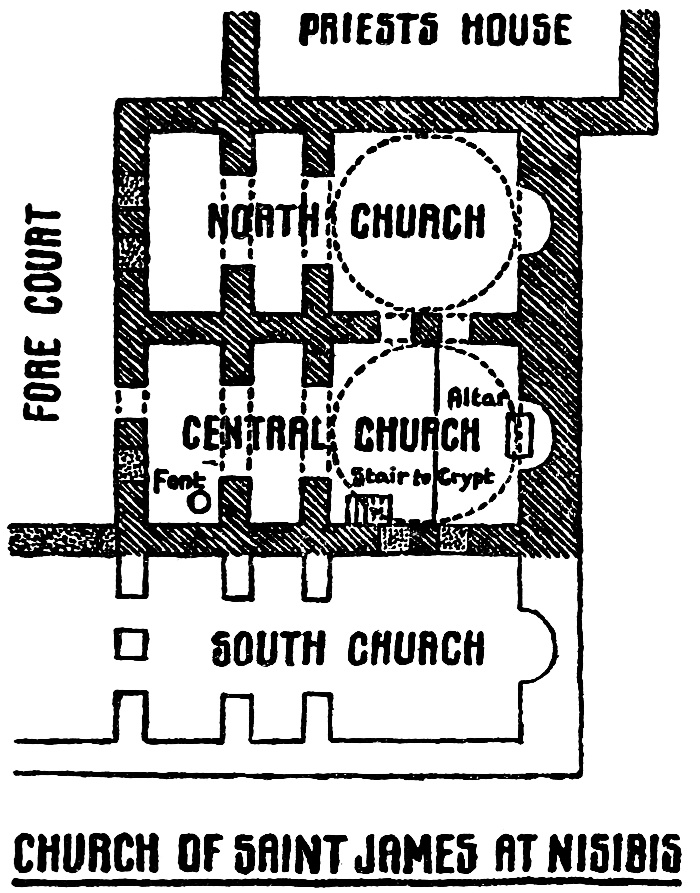 PRIESTS HOUSE
FORE COURT
NORTH CHURCH
Altar
CENTRAL CHURCH
Font
Stair to Crypt
SOUTH CHURCH
CHURCH OF SAINT JAMES AT NISIBIS